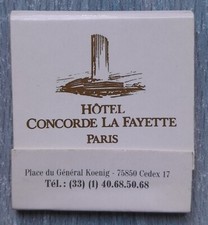 HÔTEL
CONCORDE LA FAYETTE
PARIS
Place du Général Koenig - 75850 Cedex 17
Tél.: (33) (1) 40.68.50.68